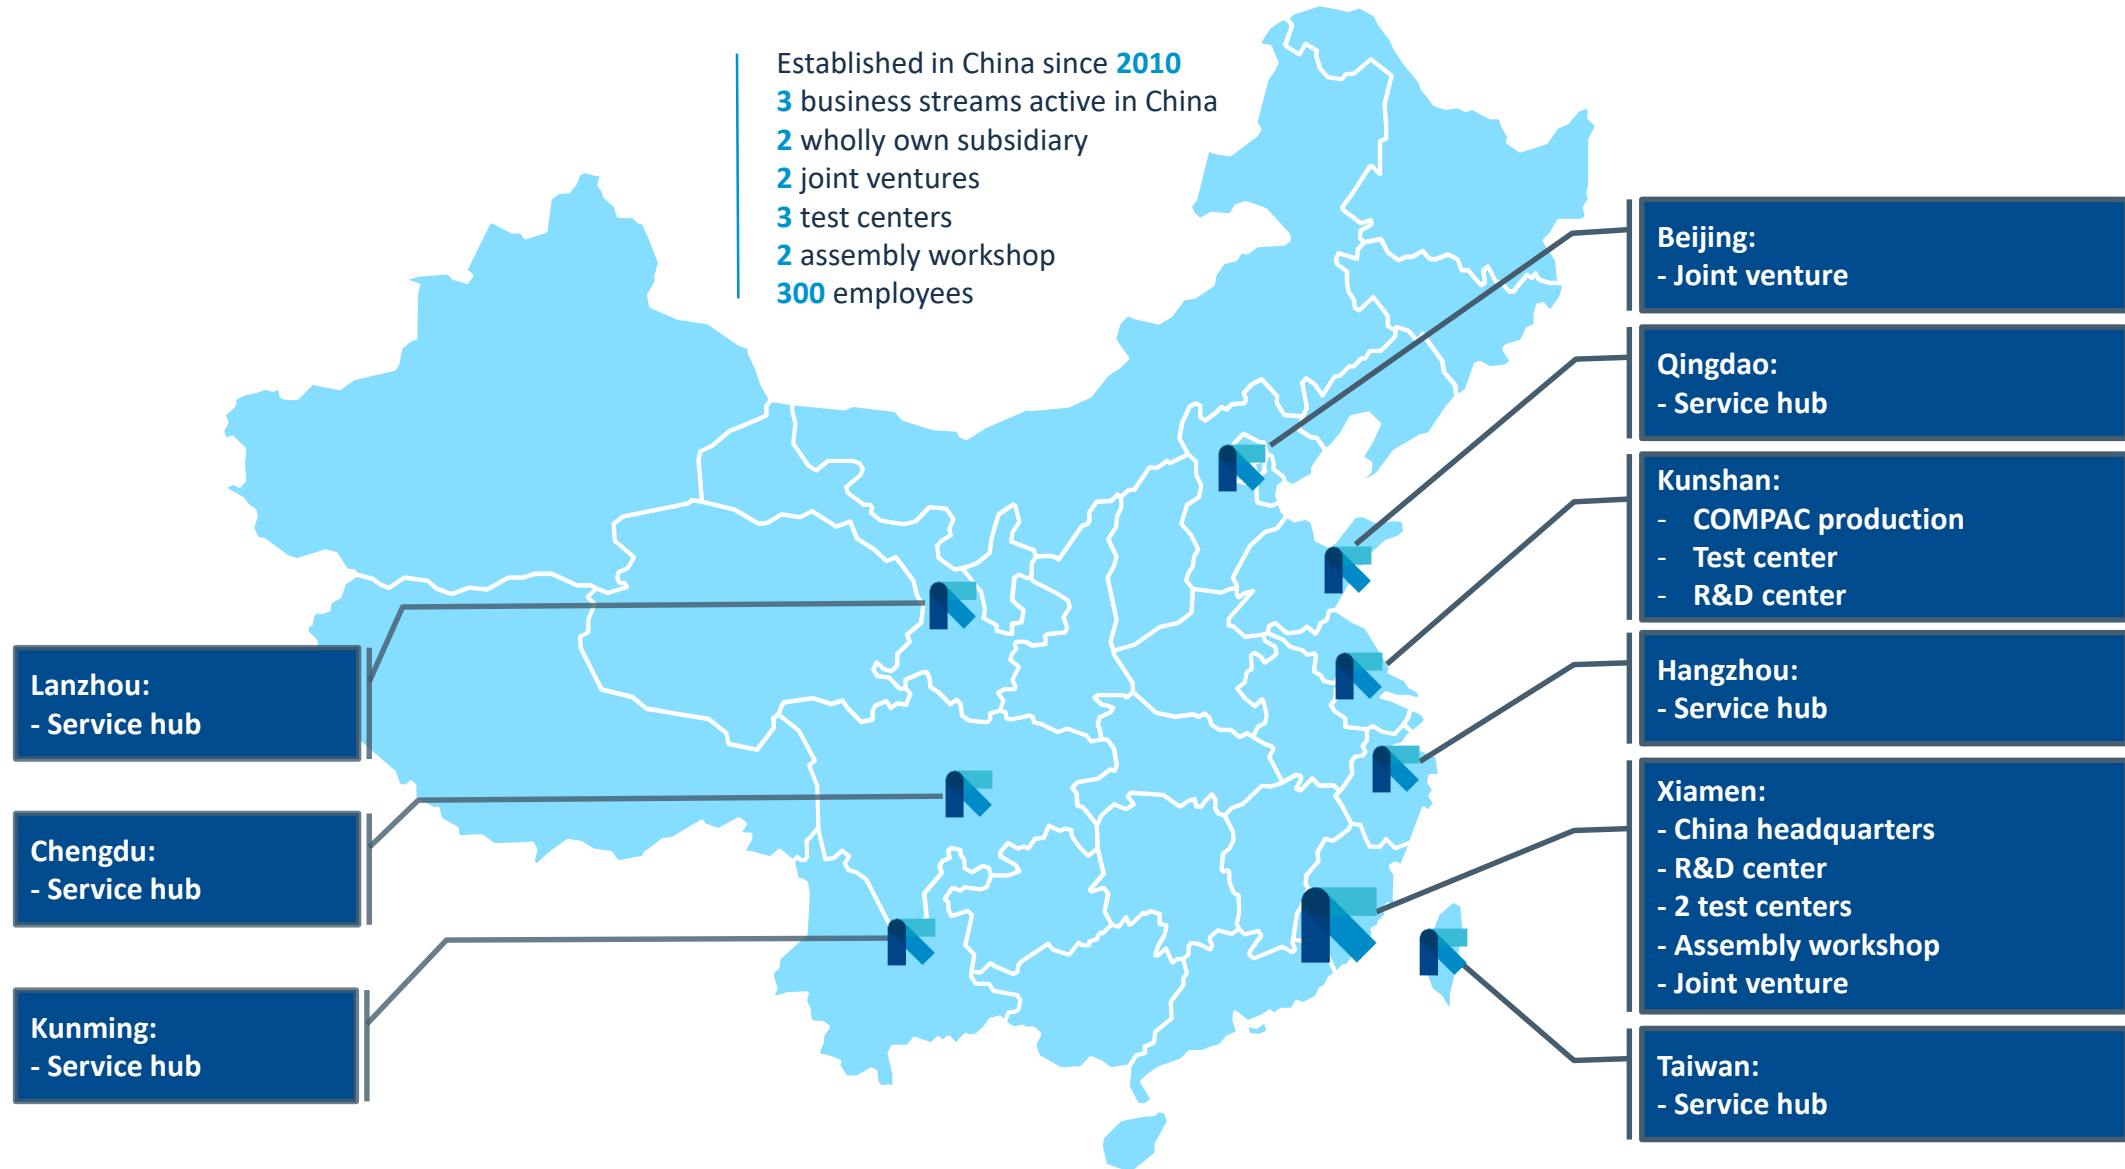 Established in China since 2010
3 business streams active in China
2 wholly own subsidiary
2 joint ventures
3 test centers
2 assembly workshop
300 employees
Beijing:
- Joint venture
Qingdao:
- Service hub
Kunshan:
- COMPAC production
- Test center
- R&D center
Hangzhou:
- Service hub
Xiamen:
- China headquarters
- R&D center
- 2 test centers
- Assembly workshop
- Joint venture
Taiwan:
- Service hub
Lanzhou:
- Service hub
Chengdu:
- Service hub
Kunming:
- Service hub